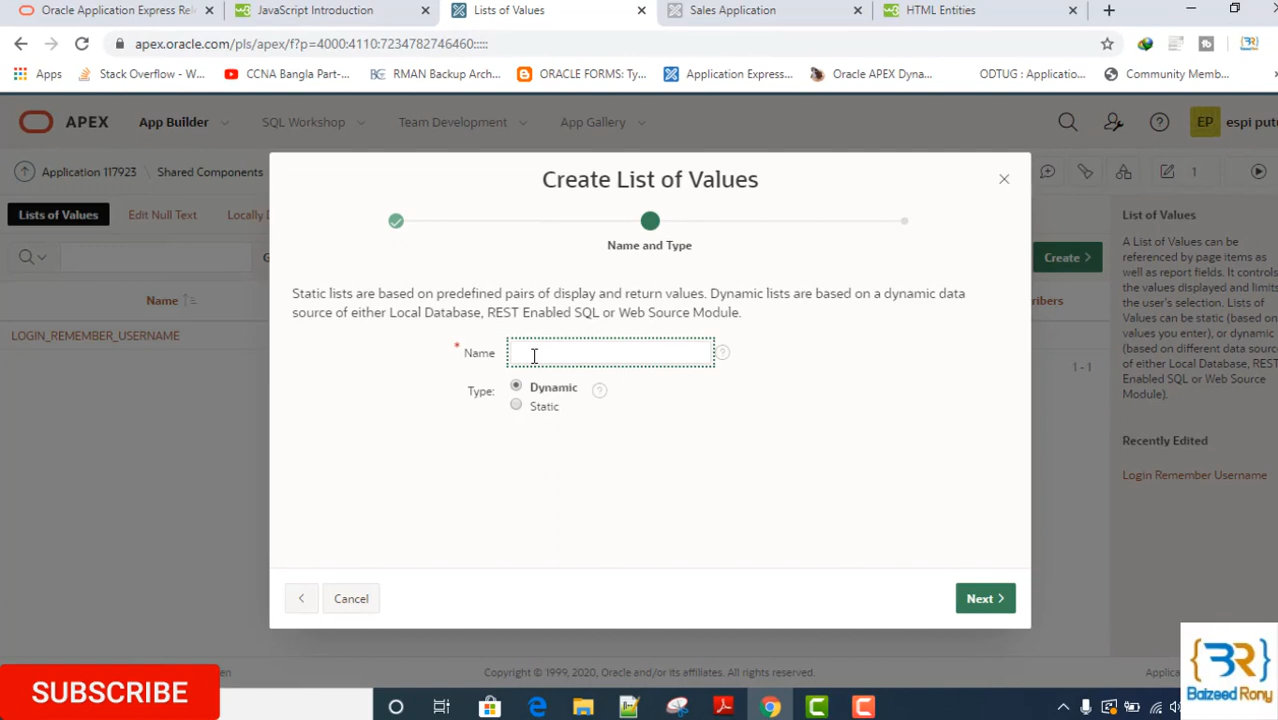 Oracle Application Express Rele
JavaScript Introduction
Lists of Values
Sales Application
HTML Entities
apex.oracle.com/pls/apex/f?p=4000:4110:7234782746460:::::
Apps
Stack Overflow - W...
CCNA Bangla Part-...
RMAN Backup Arch...
ORACLE FORMS: Ty...
Application Express...
Oracle APEX Dyna...
ODTUG : Applicatio...
Community Memb...
APEX
App Builder
SQL Workshop
Team Development
App Gallery
EP
espi put
Application 117923 \ Shared Components
1
Lists of Values
Edit Null Text
Locally D
G
Create
Name
ribers
LOGIN_REMEMBER_USERNAME
1 - 1
Create List of Values
Name and Type
Static lists are based on predefined pairs of display and return values. Dynamic lists are based on a dynamic data
source of either Local Database, REST Enabled SQL or Web Source Module.
* Name
Type:
Dynamic
Static
Cancel
Next
List of Values
A List of Values can be
referenced by page items as
well as report fields. It controls
the values displayed and limits
the user's selection. Lists of
Values can be static (based on
values you enter), or dynamic
(based on different data source
of either Local Database, REST
Enabled SQL or Web Source
Module).
Recently Edited
Login Remember Username
en
Copyright © 1999, 2020, Oracle and/or its affiliates. All rights reserved.
Applica
SUBSCRIBE
BR
Baizeed Rony